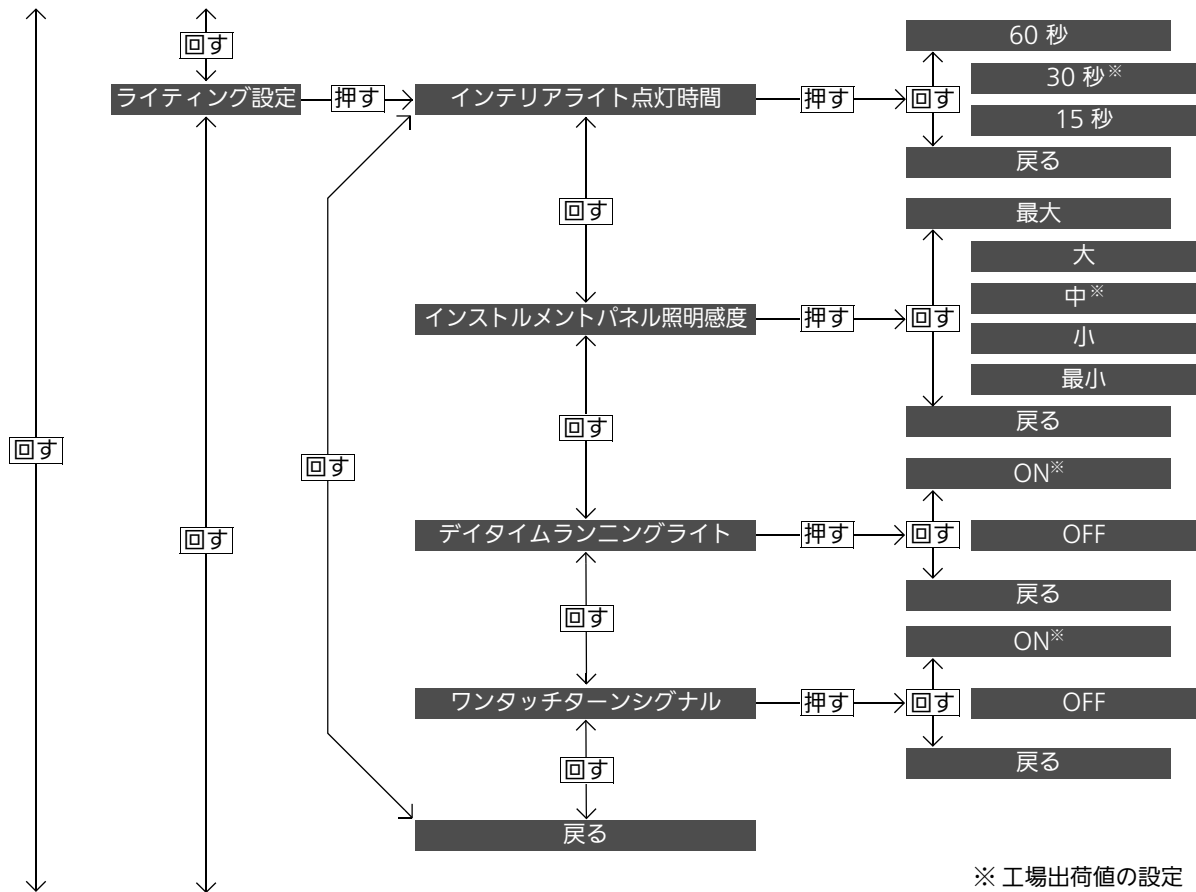 回す
60 秒
ライティング設定
押す
インテリアライト点灯時間
押す
回す
30 秒※
15 秒
戻る
回す
最大
大
インストルメントパネル照明感度
押す
回す
中※
小
最小
戻る
回す
回す
回す
ON※
回す
デイタイムランニングライト
押す
回す
OFF
戻る
回す
ON※
ワンタッチターンシグナル
押す
回す
OFF
戻る
回す
戻る
※ 工場出荷値の設定